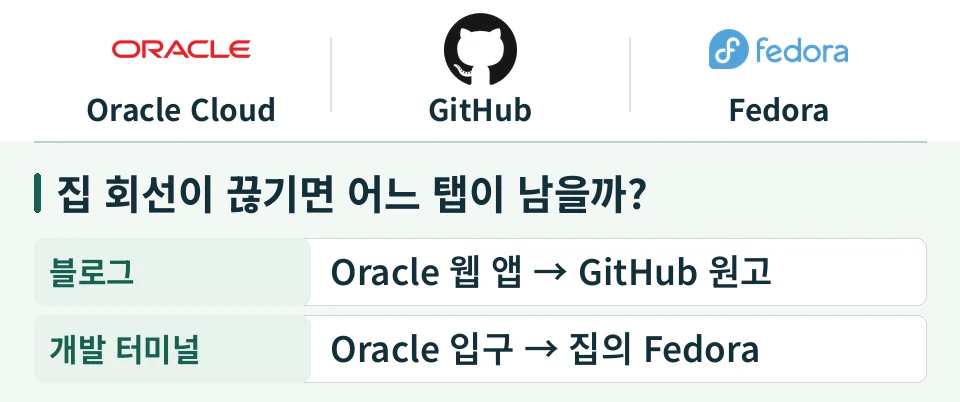 ORACLE
Oracle Cloud
GitHub
fedora
Fedora
집 회선이 끊기면 어느 탭이 남을까?
블로그
Oracle 웹 앱 → GitHub 원고
개발 터미널
Oracle 입구 → 집의 Fedora